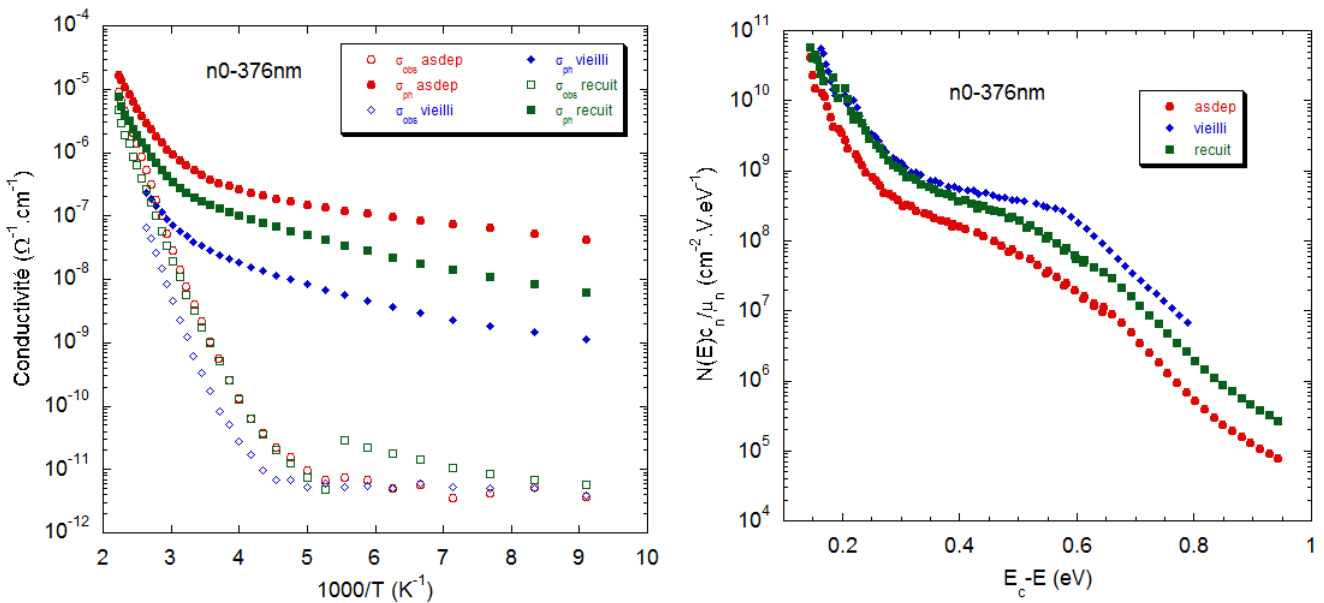 n0-376nm
σobs asdep
σph asdep
σobs vieilli
σph vieilli
σobs recuit
σph recuit
Conductivité (Ω-1.cm-1)
10-4
10-5
10-6
10-7
10-8
10-9
10-10
10-11
10-12
2 3 4 5 6 7 8 9 10
1000/T (K-1)
n0-376nm
asdep
vieilli
recuit
N(E)cn/μn (cm-2 V.eV-1)
1011
1010
109
108
107
106
105
104
0.2 0.4 0.6 0.8 1
Ec-E (eV)